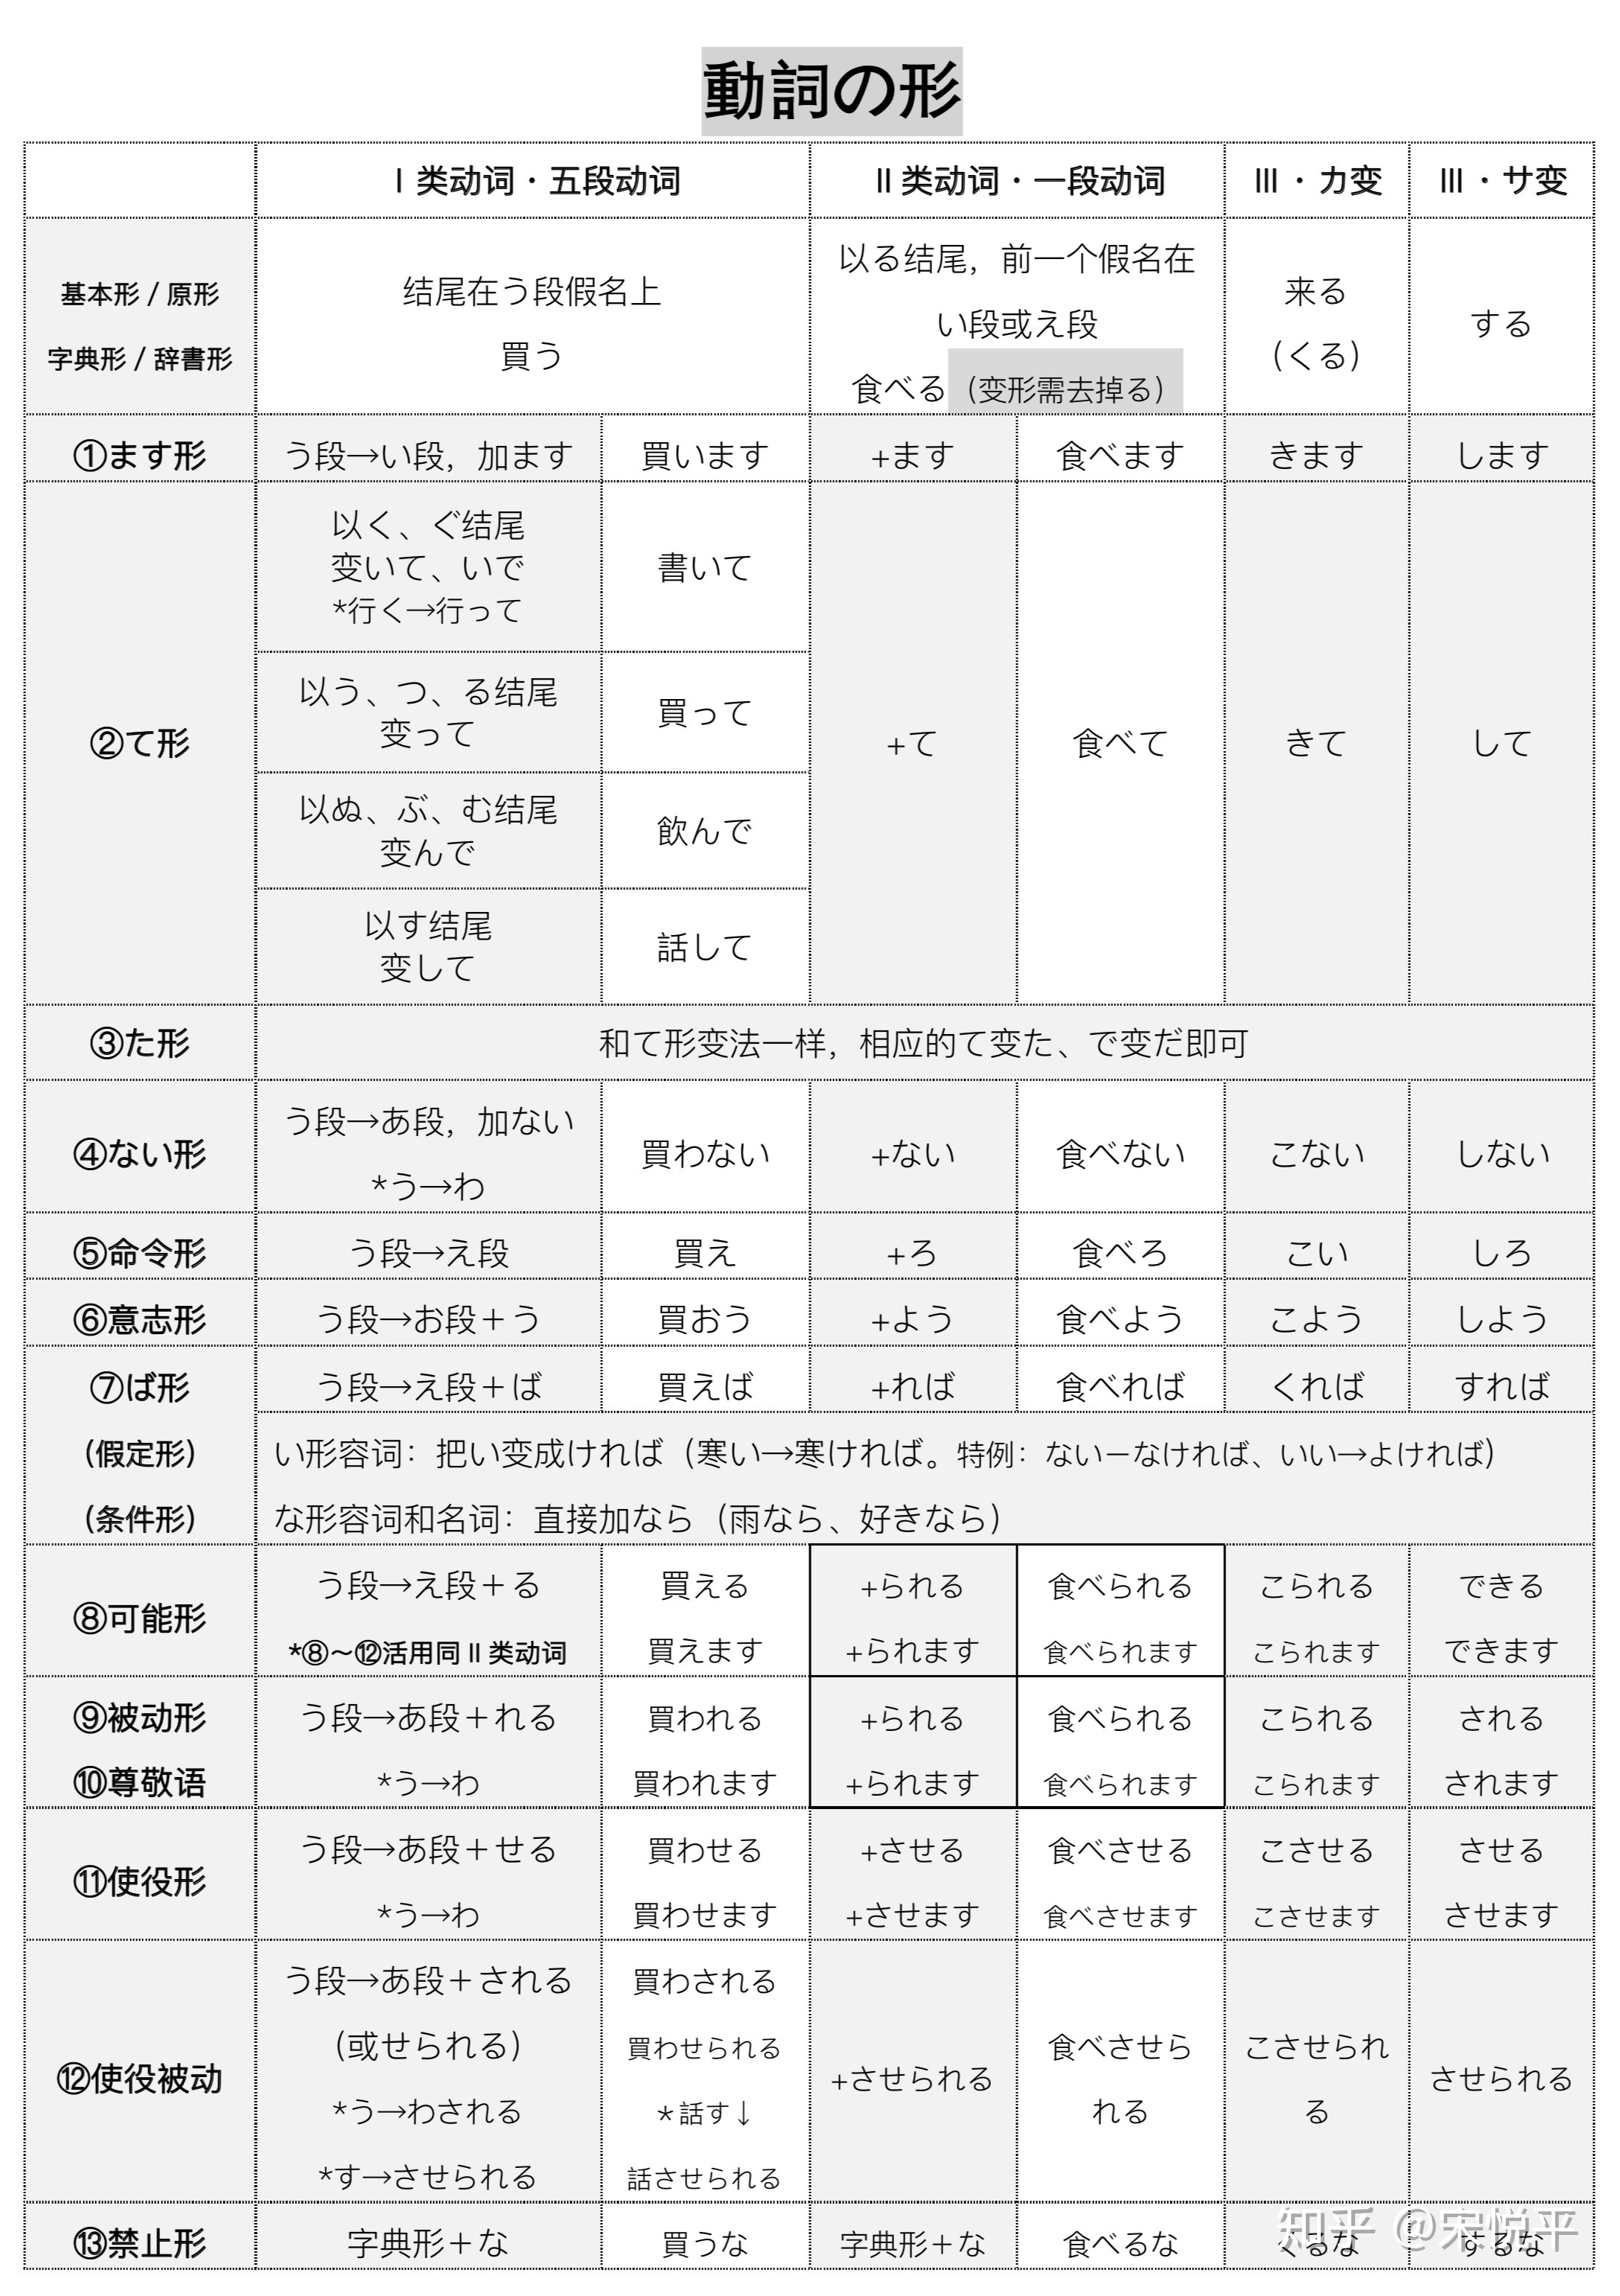 動詞の形
Ⅰ类动词・五段动词
Ⅱ类动词・一段动词
Ⅲ・カ変
Ⅲ・サ変
基本形 / 原形
字典形 / 辞書形
结尾在う段假名上
買う
以る结尾，前一个假名在
い段或え段
食べる（变形需去掉る）
来る
（くる）
する
①ます形
う段→い段，加ます
買います
+ます
食べます
きます
します
②て形
以く、ぐ结尾
变いて、いで
*行く→行って
書いて
以う、つ、る结尾
变って
買って
以ぬ、ぶ、む结尾
变んで
飲んで
以す结尾
变して
話して
+て
食べて
きて
して
③た形
和て形变法一样，相应的て变た、で变だ即可
④ない形
う段→あ段，加ない
*う→わ
買わない
+ない
食べない
こない
しない
⑤命令形
う段→え段
買え
+ろ
食べろ
こい
しろ
⑥意志形
う段→お段＋う
買おう
+よう
食べよう
こよう
しよう
⑦ば形
（假定形）
（条件形）
う段→え段＋ば
買えば
+れば
食べれば
くれば
すれば
い形容词：把い变成ければ（寒い→寒ければ。特例：ない－なければ、いい→よければ）
な形容词和名词：直接加なら（雨なら、好きなら）
⑧可能形
う段→え段＋る
*⑧～⑫活用同Ⅱ类动词
買える
買えます
+られる
+られます
食べられる
食べられます
こられる
こられます
できる
できます
⑨被动形
⑩尊敬语
う段→あ段＋れる
*う→わ
買われる
買われます
+られる
+られます
食べられる
食べられます
こられる
こられます
される
されます
⑪使役形
う段→あ段＋せる
*う→わ
買わせる
買わせます
+させる
+させます
食べさせる
食べさせます
こさせる
こさせます
させる
させます
⑫使役被动
う段→あ段＋される
（或せられる）
*う→わされる
*す→させられる
買わされる
買わせられる
＊話す↓
話させられる
+させられる
食べさせら
れる
こさせられ
る
させられる
⑬禁止形
字典形＋な
買うな
字典形＋な
食べるな
くるな
するな
知乎 @宋悦平